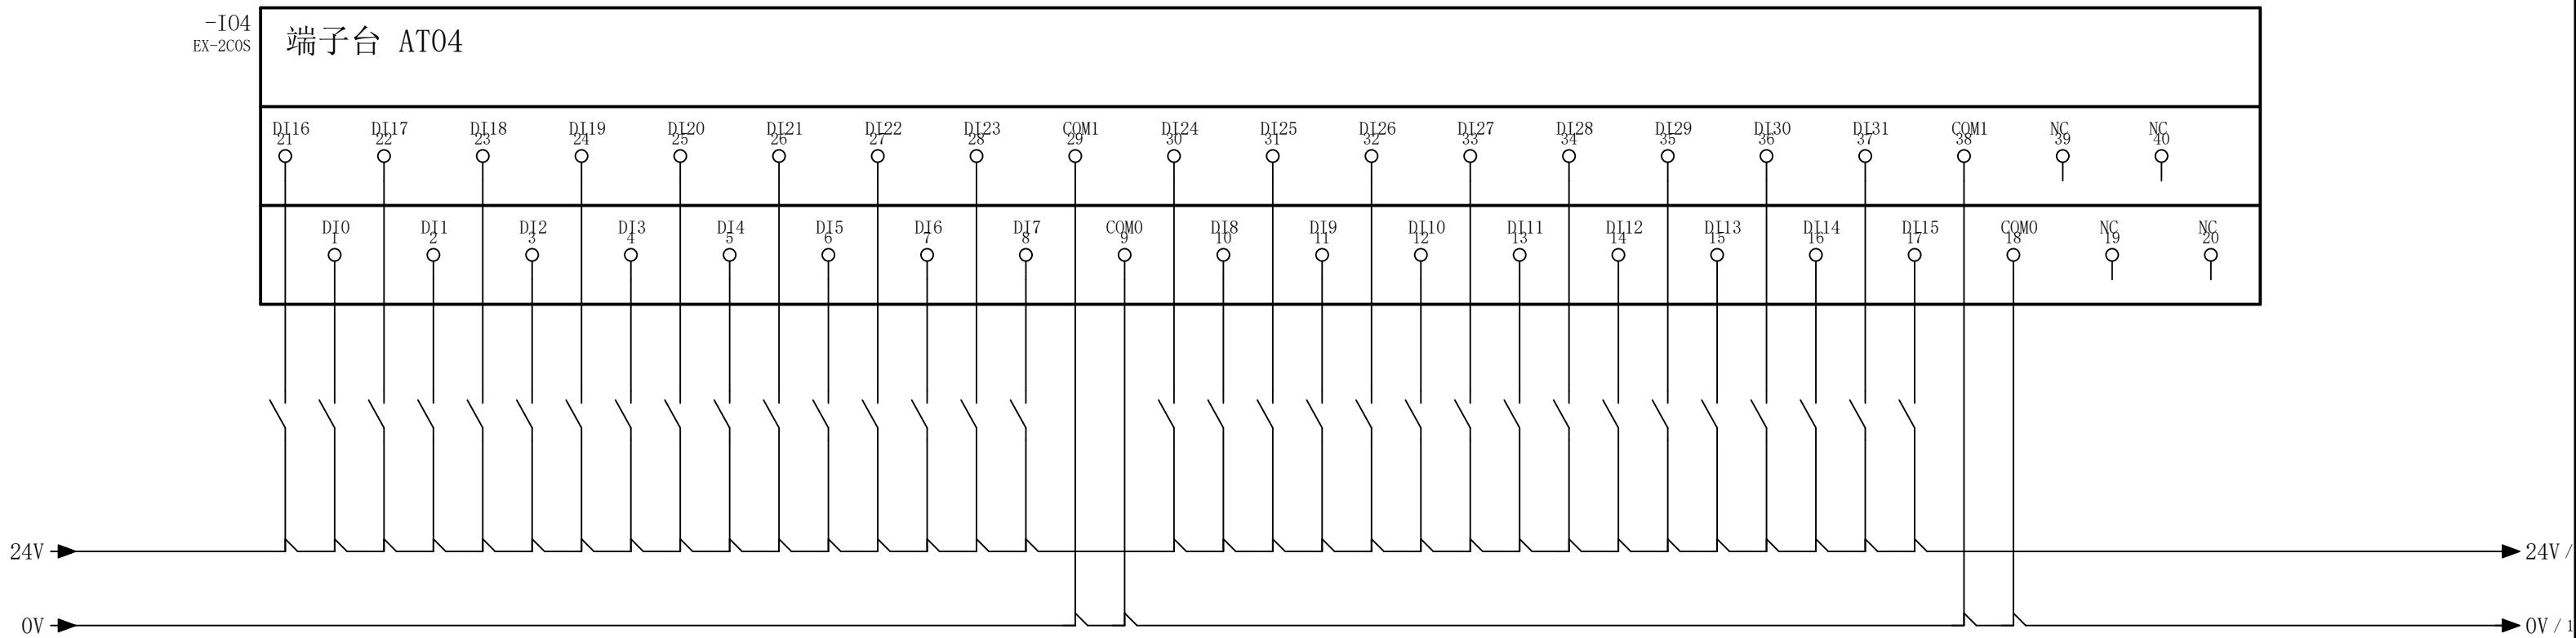 -IO4
EX-2COS
端子台 AT04
DI16 DI17 DI18 DI19 DI20 DI21 DI22 DI23 COM1 DI24 DI25 DI26 DI27 DI28 DI29 DI30 DI31 COM1 NC NC
21 22 23 24 25 26 27 28 29 30 31 32 33 34 35 36 37 38 39 40
DI0 DI1 DI2 DI3 DI4 DI5 DI6 DI7 COM0 DI8 DI9 DI10 DI11 DI12 DI13 DI14 DI15 COM0 NC NC
1 2 3 4 5 6 7 8 9 10 11 12 13 14 15 16 17 18 19 20
24V 24V /
0V 0V / 1